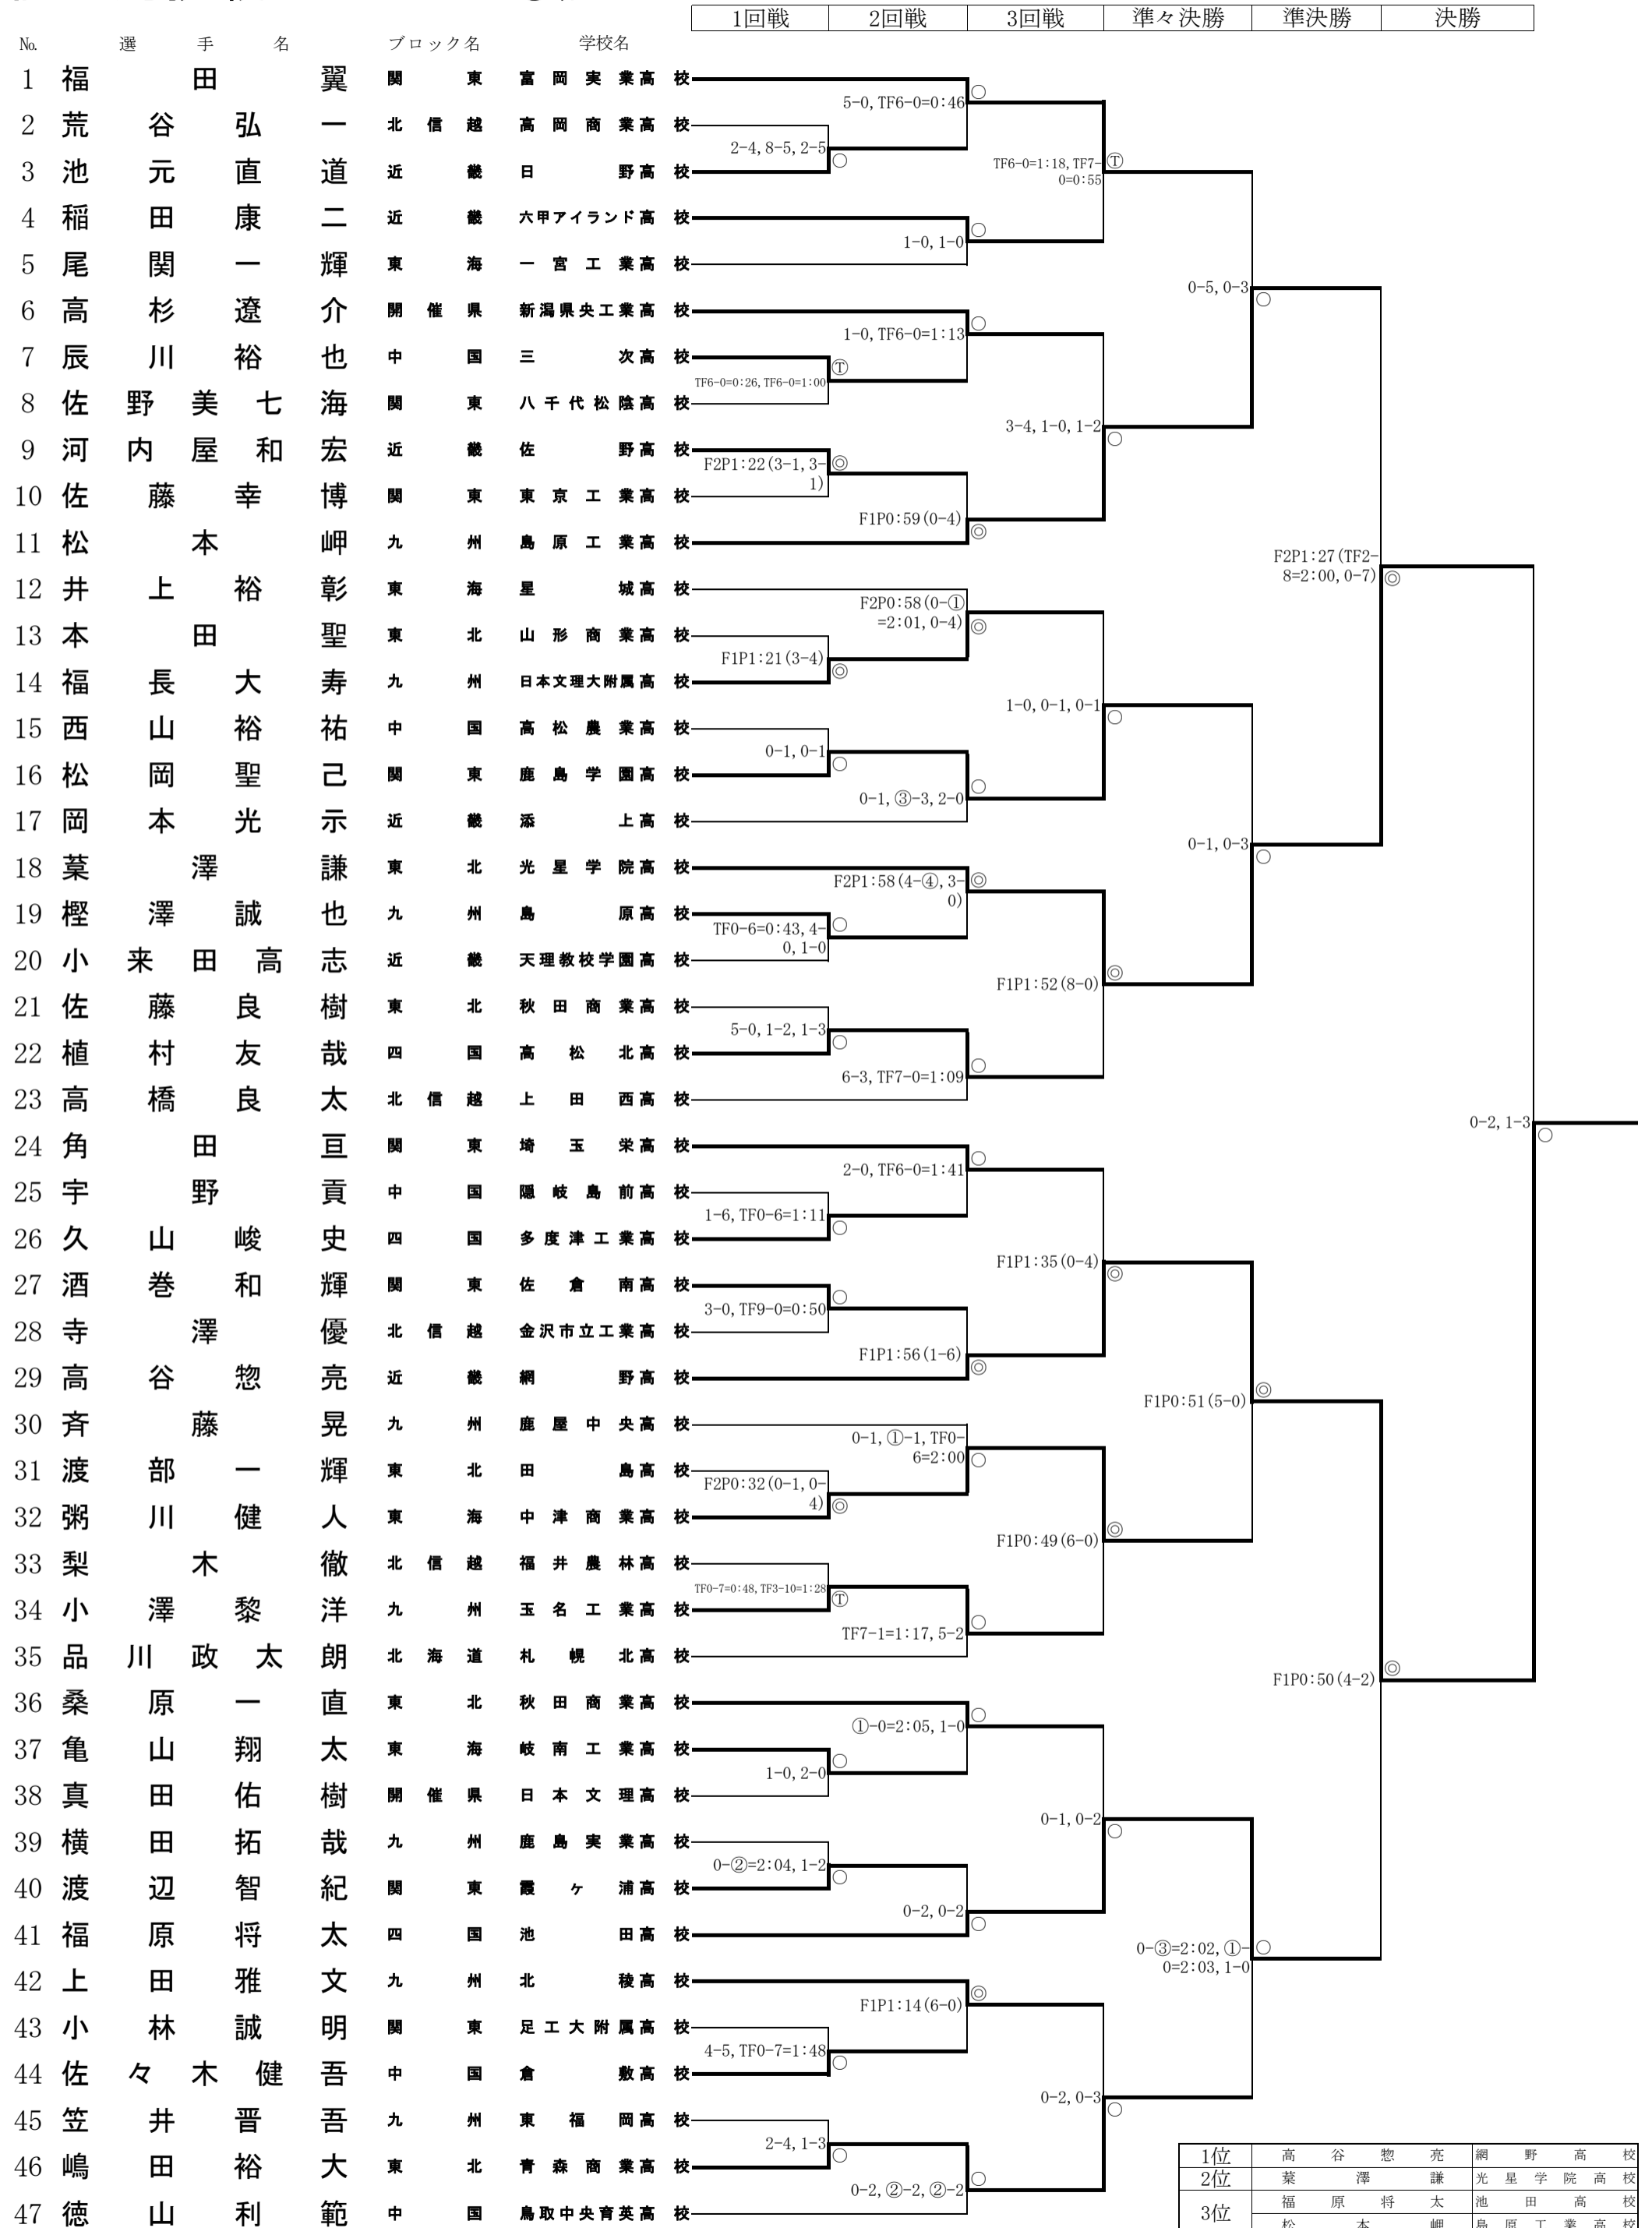 1回戦 2回戦 3回戦 準々決勝 準決勝 決勝
№ 選手名 ブロック名 学校名
1 福田翼 関東 富岡実業高校
5-0,TF6-0=0:46 ○
2 荒谷弘一 北信越 高岡商業高校
2-4,8-5,2-5 ○
3 池元直道 近畿 日野高校
TF6-0=1:18,TF7-0=0:55 Ⓣ
4 稲田康二 近畿 六甲アイランド高校
1-0,1-0 ○
5 尾関一輝 東海 一宮工業高校
0-5,0-3 ○
6 高杉遼介 開催県 新潟県央工業高校
1-0,TF6-0=1:13 ○
7 辰川裕也 中国 三次高校
TF6-0=0:26,TF6-0=1:00 Ⓣ
8 佐野美七海 関東 八千代松陰高校
3-4,1-0,1-2 ○
9 河内屋和宏 近畿 佐野高校
F2P1:22(3-1,3-1) ◎
10 佐藤幸博 関東 東京工業高校
F1P0:59(0-4) ◎
11 松本岬 九州 島原工業高校
F2P1:27(TF2-8=2:00,0-7) ◎
12 井上裕彰 東海 星城高校
F2P0:58(0-①=2:01,0-4) ◎
13 本田聖 東北 山形商業高校
F1P1:21(3-4) ◎
14 福長大寿 九州 日本文理大附属高校
1-0,0-1,0-1 ○
15 西山裕祐 中国 高松農業高校
0-1,0-1 ○
16 松岡聖己 関東 鹿島学園高校
0-1,③-3,2-0 ○
17 岡本光示 近畿 添上高校
0-1,0-3 ○
18 葉澤謙 東北 光星学院高校
F2P1:58(4-④,3-0) ◎
19 樫澤誠也 九州 島原高校
TF0-6=0:43,4-0,1-0 ○
20 小来田高志 近畿 天理教校学園高校
F1P1:52(8-0) ◎
21 佐藤良樹 東北 秋田商業高校
5-0,1-2,1-3 ○
22 植村友哉 四国 高松北高校
6-3,TF7-0=1:09 ○
23 高橋良太 北信越 上田西高校
0-2,1-3 ○
24 角田亘 関東 埼玉栄高校
2-0,TF6-0=1:41 ○
25 宇野貢 中国 隠岐島前高校
1-6,TF0-6=1:11 ○
26 久山峻史 四国 多度津工業高校
F1P1:35(0-4) ◎
27 酒巻和輝 関東 佐倉南高校
3-0,TF9-0=0:50 ○
28 寺澤優 北信越 金沢市立工業高校
F1P1:56(1-6) ◎
29 高谷惣亮 近畿 網野高校
F1P0:51(5-0) ◎
30 斉藤晃 九州 鹿屋中央高校
0-1,①-1,TF0-6=2:00 ○
31 渡部一輝 東北 田島高校
F2P0:32(0-1,0-4) ◎
32 粥川健人 東海 中津商業高校
F1P0:49(6-0) ◎
33 梨木徹 北信越 福井農林高校
TF0-7=0:48,TF3-10=1:28 Ⓣ
34 小澤黎洋 九州 玉名工業高校
TF7-1=1:17,5-2 ○
35 品川政太朗 北海道 札幌北高校
F1P0:50(4-2) ◎
36 桑原一直 東北 秋田商業高校
①-0=2:05,1-0 ○
37 亀山翔太 東海 岐南工業高校
1-0,2-0 ○
38 真田佑樹 開催県 日本文理高校
0-1,0-2 ○
39 横田拓哉 九州 鹿島実業高校
0-②=2:04,1-2 ○
40 渡辺智紀 関東 霞ヶ浦高校
0-2,0-2 ○
41 福原将太 四国 池田高校
0-③=2:02,①-0=2:03,1-0 ○
42 上田雅文 九州 北稜高校
F1P1:14(6-0) ◎
43 小林誠明 関東 足工大附属高校
4-5,TF0-7=1:48 ○
44 佐々木健吾 中国 倉敷高校
0-2,0-3 ○
45 笠井晋吾 九州 東福岡高校
2-4,1-3 ○
46 嶋田裕大 東北 青森商業高校
0-2,②-2,②-2 ○
47 徳山利範 中国 鳥取中央育英高校
1位 高谷惣亮 網野高校
2位 葉澤謙 光星学院高校
3位 福原将太 池田高校
松本岬 島原工業高校